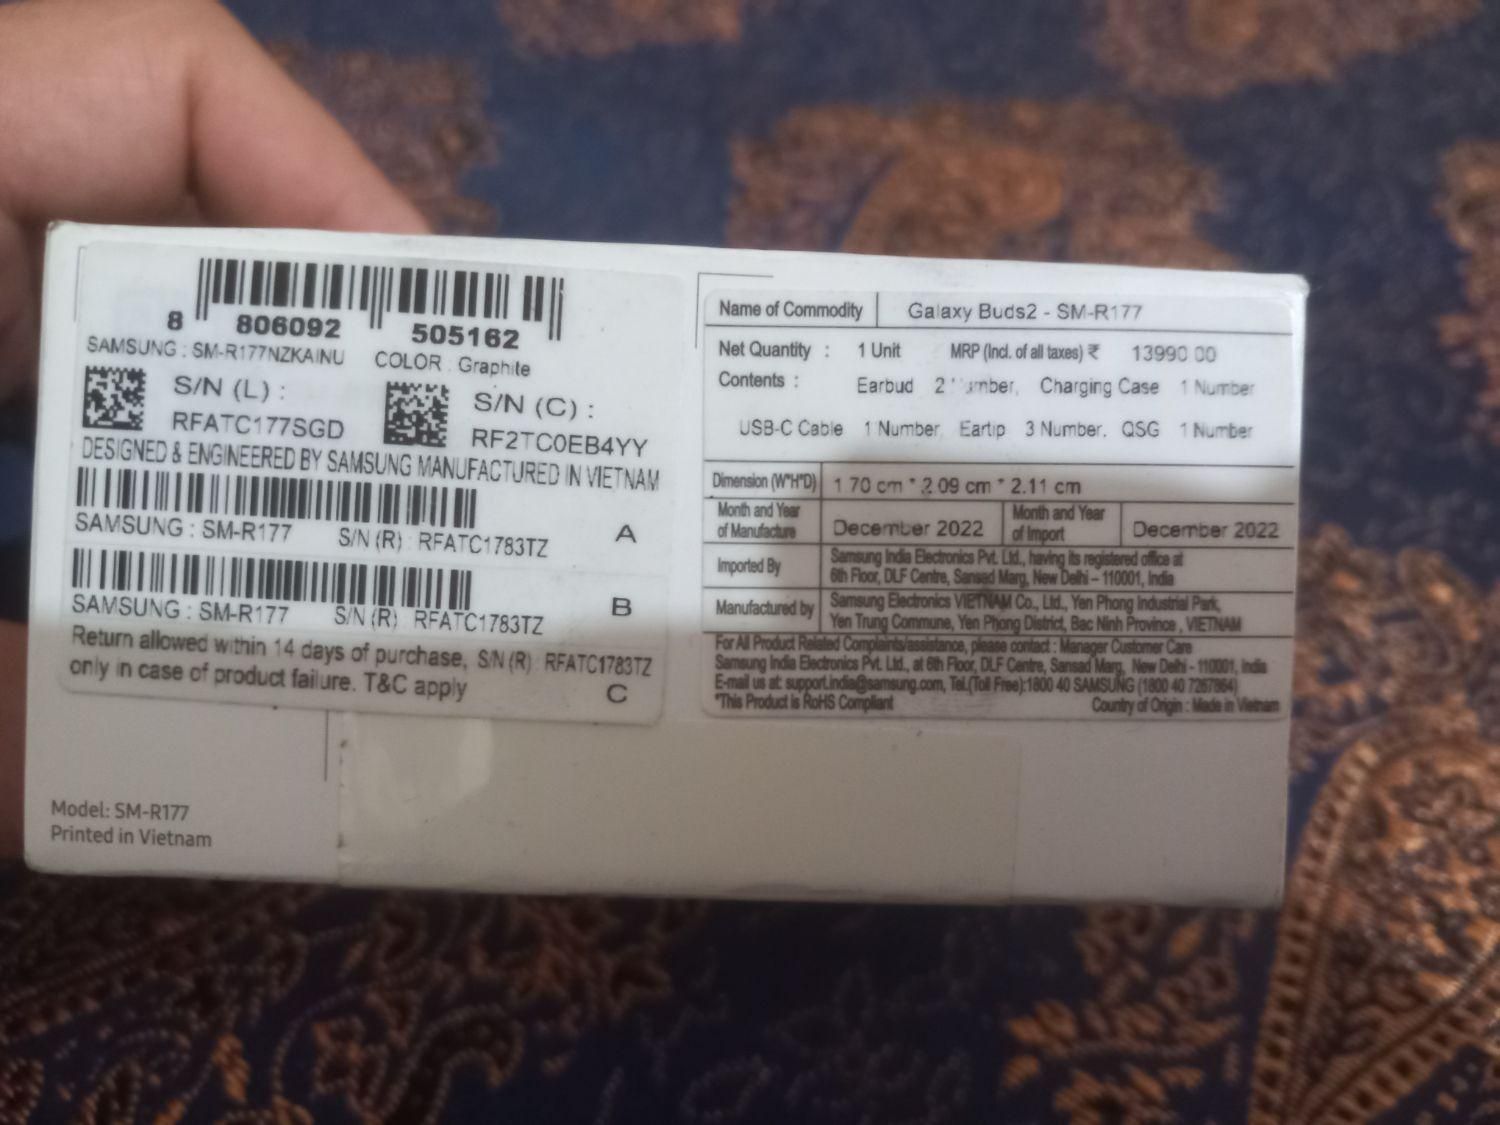 8 806092 505162
SAMSUNG : SM-R177NZKAINU COLOR : Graphite
S/N (L) :
RFATC177SGD
S/N (C) :
RF2TC0EB4YY
DESIGNED & ENGINEERED BY SAMSUNG MANUFACTURED IN VIETNAM
SAMSUNG : SM-R177 S/N (R) : RFATC1783TZ A
SAMSUNG : SM-R177 S/N (R) RFATC1783TZ B
Return allowed within 14 days of purchase, S/N (R) : RFATC1783TZ
only in case of product failure. T&C apply C
Model: SM-R177
Printed in Vietnam
Name of Commodity Galaxy Buds2 - SM-R177
Net Quantity : 1 Unit MRP (Incl. of all taxes) ₹ 13990.00
Contents : Earbud 2 Number, Charging Case 1 Number
USB-C Cable 1 Number, Eartip 3 Number. QSG 1 Number
Dimension (W*H*D) 1.70 cm * 2.09 cm * 2.11 cm
Month and Year
of Manufacture December 2022
Month and Year
of Import December 2022
Imported By Samsung India Electronics Pvt. Ltd., having its registered office at
6th Floor, DLF Centre, Sansad Marg, New Delhi – 110001, India
Manufactured by Samsung Electronics VIETNAM Co., Ltd., Yen Phong Industrial Park,
Yen Trung Commune, Yen Phong District, Bac Ninh Province , VIETNAM
For All Product Related Complaints/assistance, please contact : Manager Customer Care
Samsung India Electronics Pvt. Ltd., at 6th Floor, DLF Centre, Sansad Marg, New Delhi - 110001, India
E-mail us at: support.india@samsung.com, Tel.(Toll Free):1800 40 SAMSUNG (1800 40 7267864)
*This Product is RoHS Compliant Country of Origin : Made in Vietnam